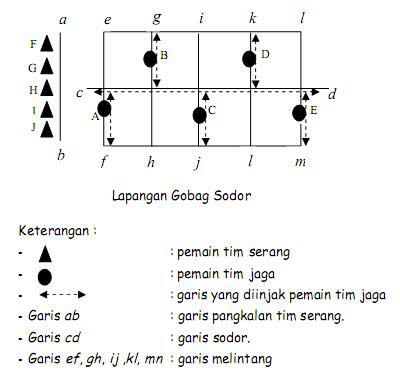 a e g i k l
F
G B D
H c d
I A C E
J
b f h j l m
Lapangan Gobag Sodor
Keterangan :
- : pemain tim serang
- : pemain tim jaga
- : garis yang diinjak pemain tim jaga
- Garis ab : garis pangkalan tim serang.
- Garis cd : garis sodor.
- Garis ef, gh, ij ,kl, mn : garis melintang